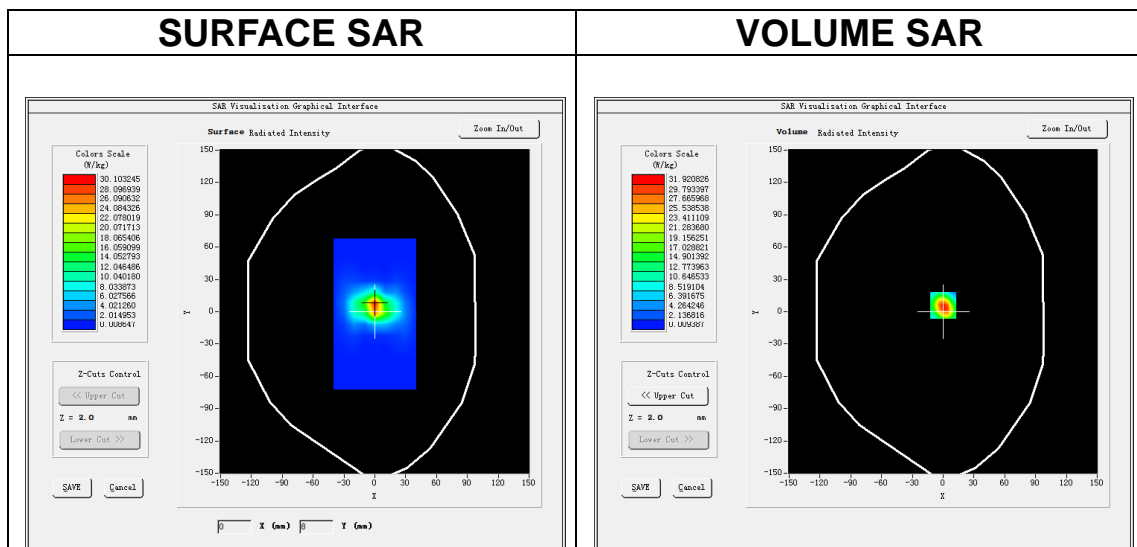 SURFACE SAR
VOLUME SAR
SAR Visualisation Graphical Interface
Surface Radiated Intensity
Zoom In/Out
Colors Scale
(W/kg)
30.103245
28.096939
26.090632
24.084326
22.078019
20.071713
18.065406
16.059099
14.052793
12.046486
10.040180
8.033873
6.027566
4.021260
2.014953
0.008647
150
120
90
60
30
0
-30
-60
-90
-120
-150
Y
-150 -120 -90 -60 -30 0 30 60 90 120 150
X
Z-Cuts Control
<< Upper Cut
Z = 2.0 mm
Lower Cut >>
SAVE Cancel
0 X (mm) 8 Y (mm)
SAR Visualisation Graphical Interface
Volume Radiated Intensity
Zoom In/Out
Colors Scale
(W/kg)
31.920826
29.793397
27.665968
25.538538
23.411109
21.283680
19.156251
17.028821
14.901392
12.773963
10.646533
8.519104
6.391675
4.264246
2.136816
0.009387
150
120
90
60
30
0
-30
-60
-90
-120
-150
Y
-150 -120 -90 -60 -30 0 30 60 90 120 150
X
Z-Cuts Control
<< Upper Cut
Z = 2.0 mm
Lower Cut >>
SAVE Cancel